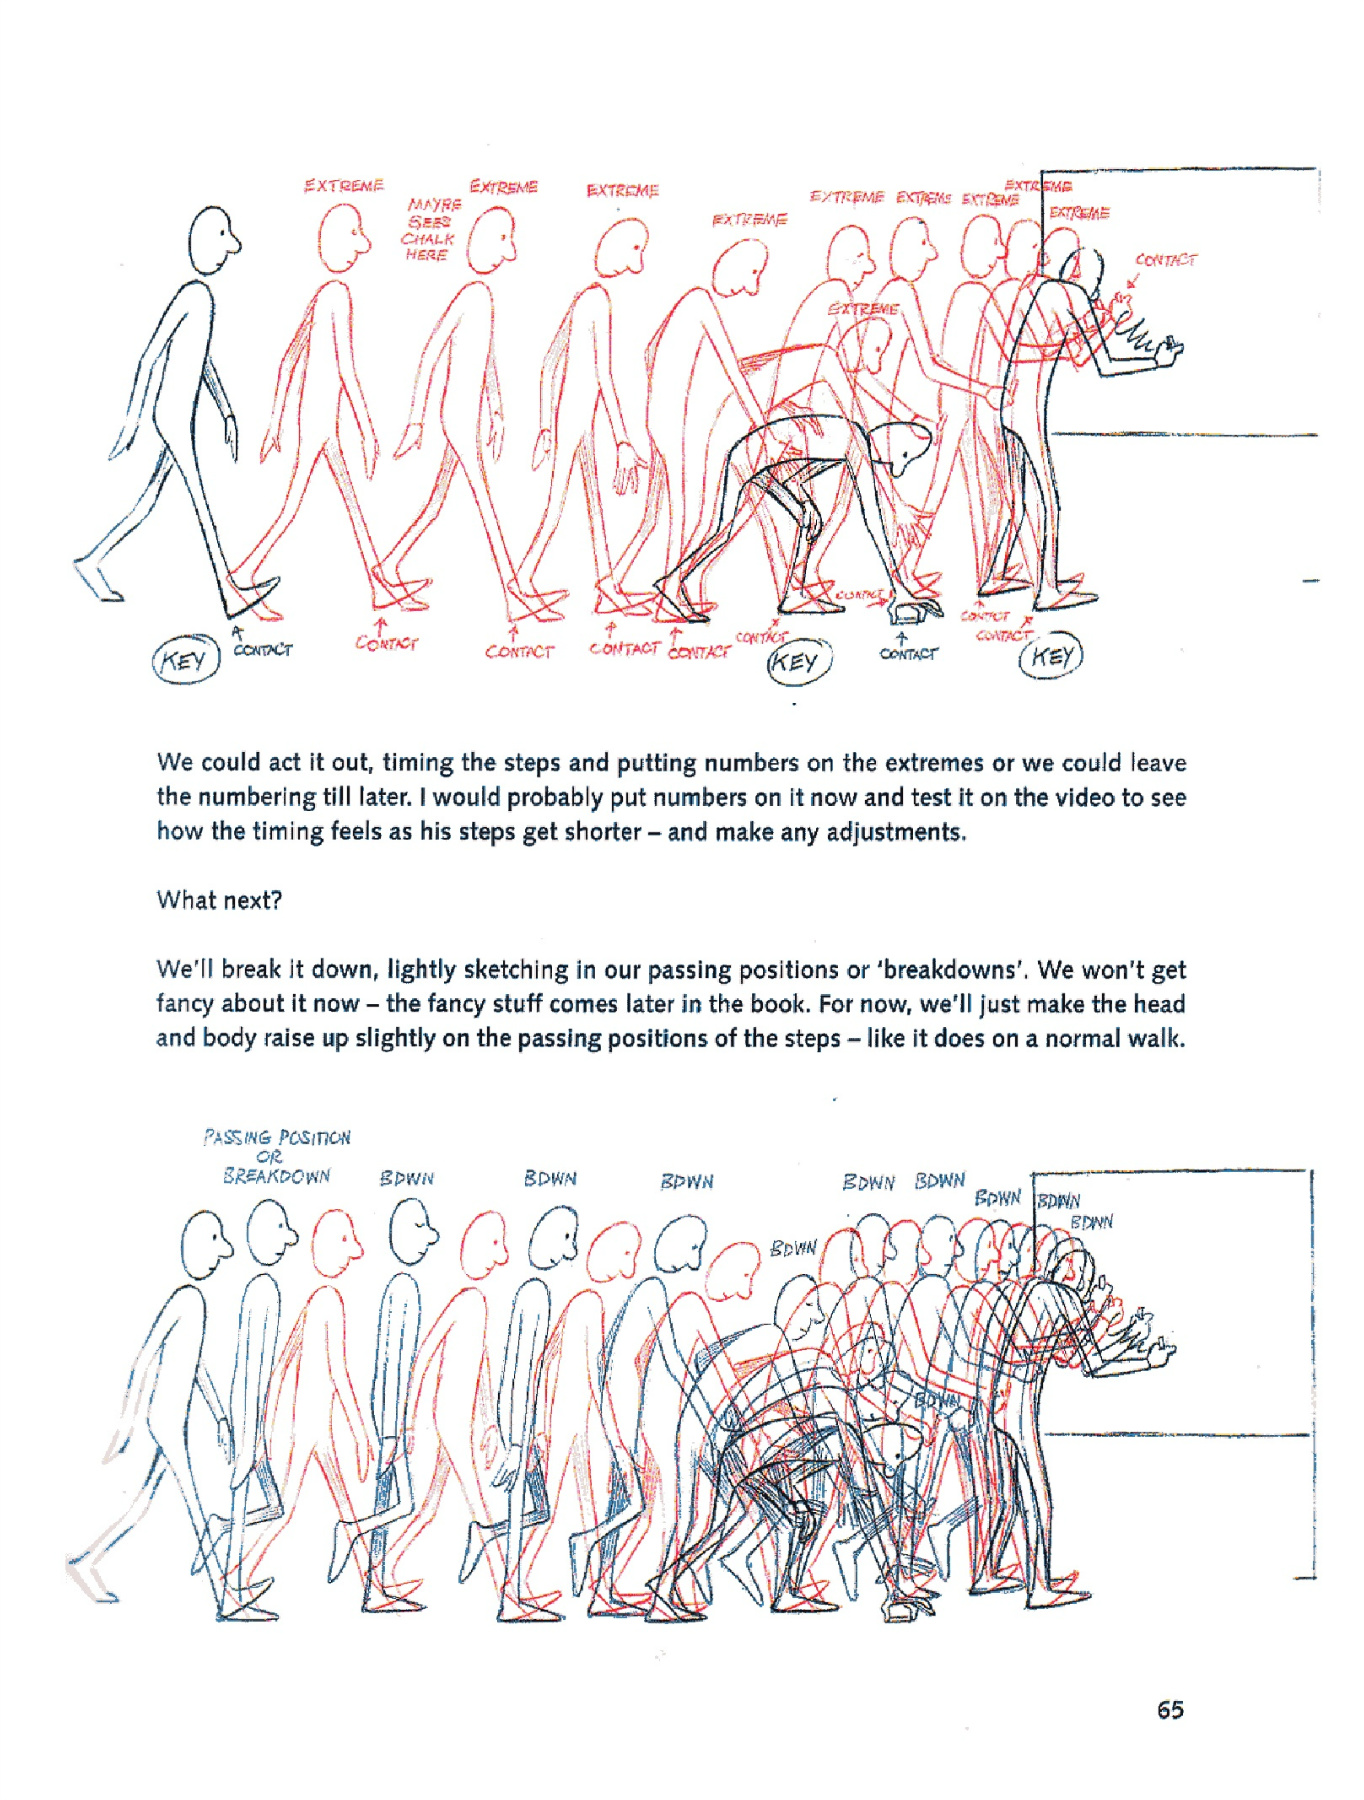 EXTREME
EXTREME
EXTREME
EXTREME
EXTREME
EXTREME
EXTREME
EXTREME
EXTREME
EXTREME
MAYBE
SEES
CHALK
HERE
CONTACT
CONTACT
CONTACT
CONTACT
CONTACT
CONTACT
CONTACT
CONTACT
CONTACT
CONTACT
CONTACT
KEY
KEY
KEY
We could act it out, timing the steps and putting numbers on the extremes or we could leave
the numbering till later. I would probably put numbers on it now and test it on the video to see
how the timing feels as his steps get shorter – and make any adjustments.
What next?
We'll break it down, lightly sketching in our passing positions or 'breakdowns'. We won't get
fancy about it now – the fancy stuff comes later in the book. For now, we'll just make the head
and body raise up slightly on the passing positions of the steps – like it does on a normal walk.
PASSING POSITION
OR
BREAKDOWN
BDWN
BDWN
BDWN
BDWN
BDWN
BDWN
BDWN
BDWN
BDWN
BDWN
65